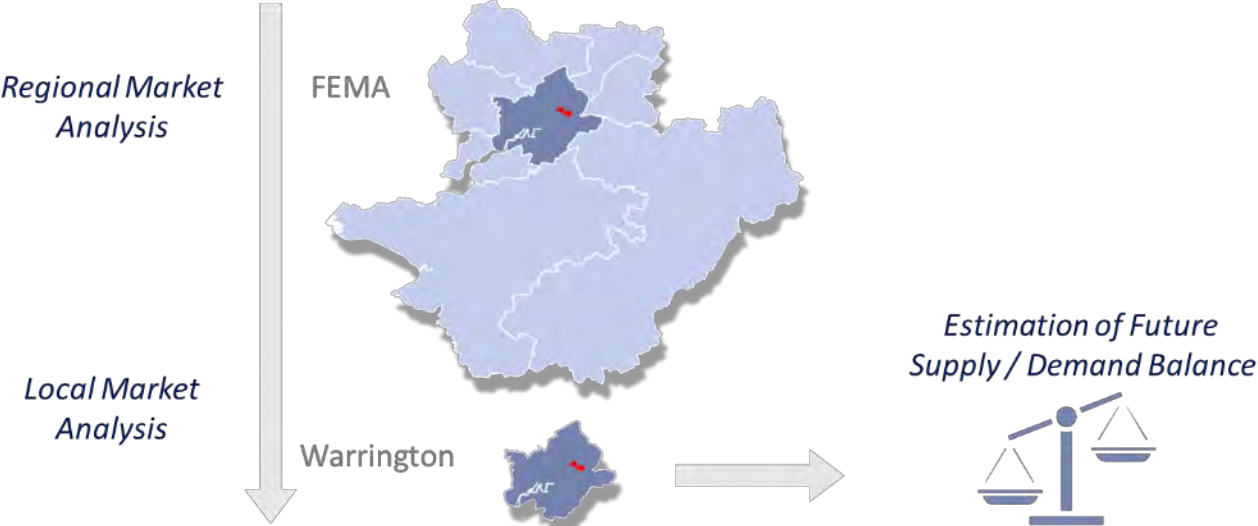 Regional Market
Analysis
FEMA
Estimation of Future
Supply / Demand Balance
Local Market
Analysis
Warrington